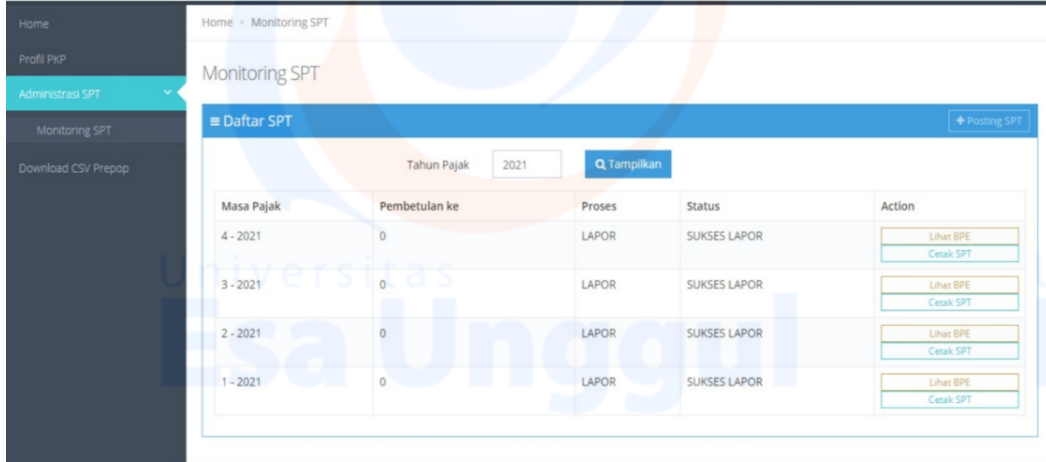 Home
Home Monitoring SPT
Profil PKP
Monitoring SPT
Administrasi SPT
Daftar SPT
Posting SPT
Monitoring SPT
Download CSV Prepop
Tahun Pajak 2021 Tampilkan
Masa Pajak Pembetulan ke Proses Status Action
4 - 2021 0 LAPOR SUKSES LAPOR Lihat BPE
Cetak SPT
3 - 2021 0 LAPOR SUKSES LAPOR Lihat BPE
Cetak SPT
2 - 2021 0 LAPOR SUKSES LAPOR Lihat BPE
Cetak SPT
1 - 2021 0 LAPOR SUKSES LAPOR Lihat BPE
Cetak SPT
Universitas
Esa Unggul